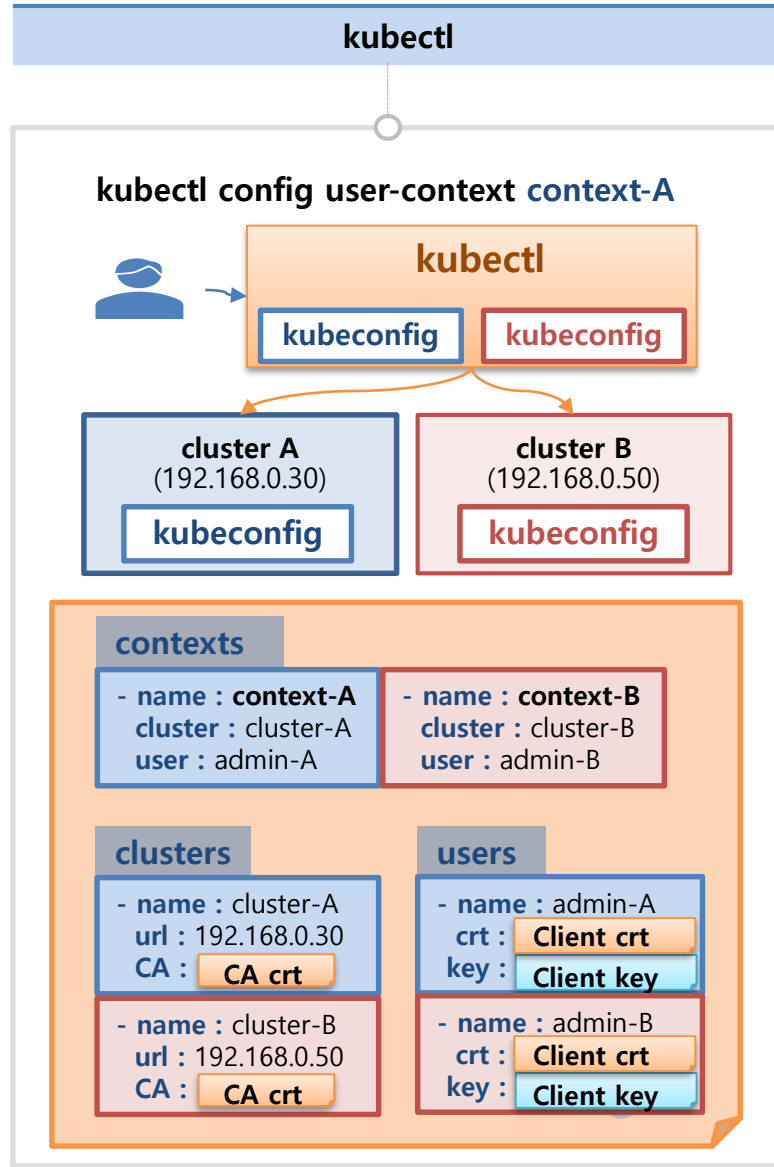 kubectl
kubectl config user-context context-A
kubectl
kubeconfig kubeconfig
cluster A
(192.168.0.30)
kubeconfig
cluster B
(192.168.0.50)
kubeconfig
contexts
- name : context-A
cluster : cluster-A
user : admin-A
- name : context-B
cluster : cluster-B
user : admin-B
clusters
- name : cluster-A
url : 192.168.0.30
CA : CA crt
- name : cluster-B
url : 192.168.0.50
CA : CA crt
users
- name : admin-A
crt : Client crt
key : Client key
- name : admin-B
crt : Client crt
key : Client key